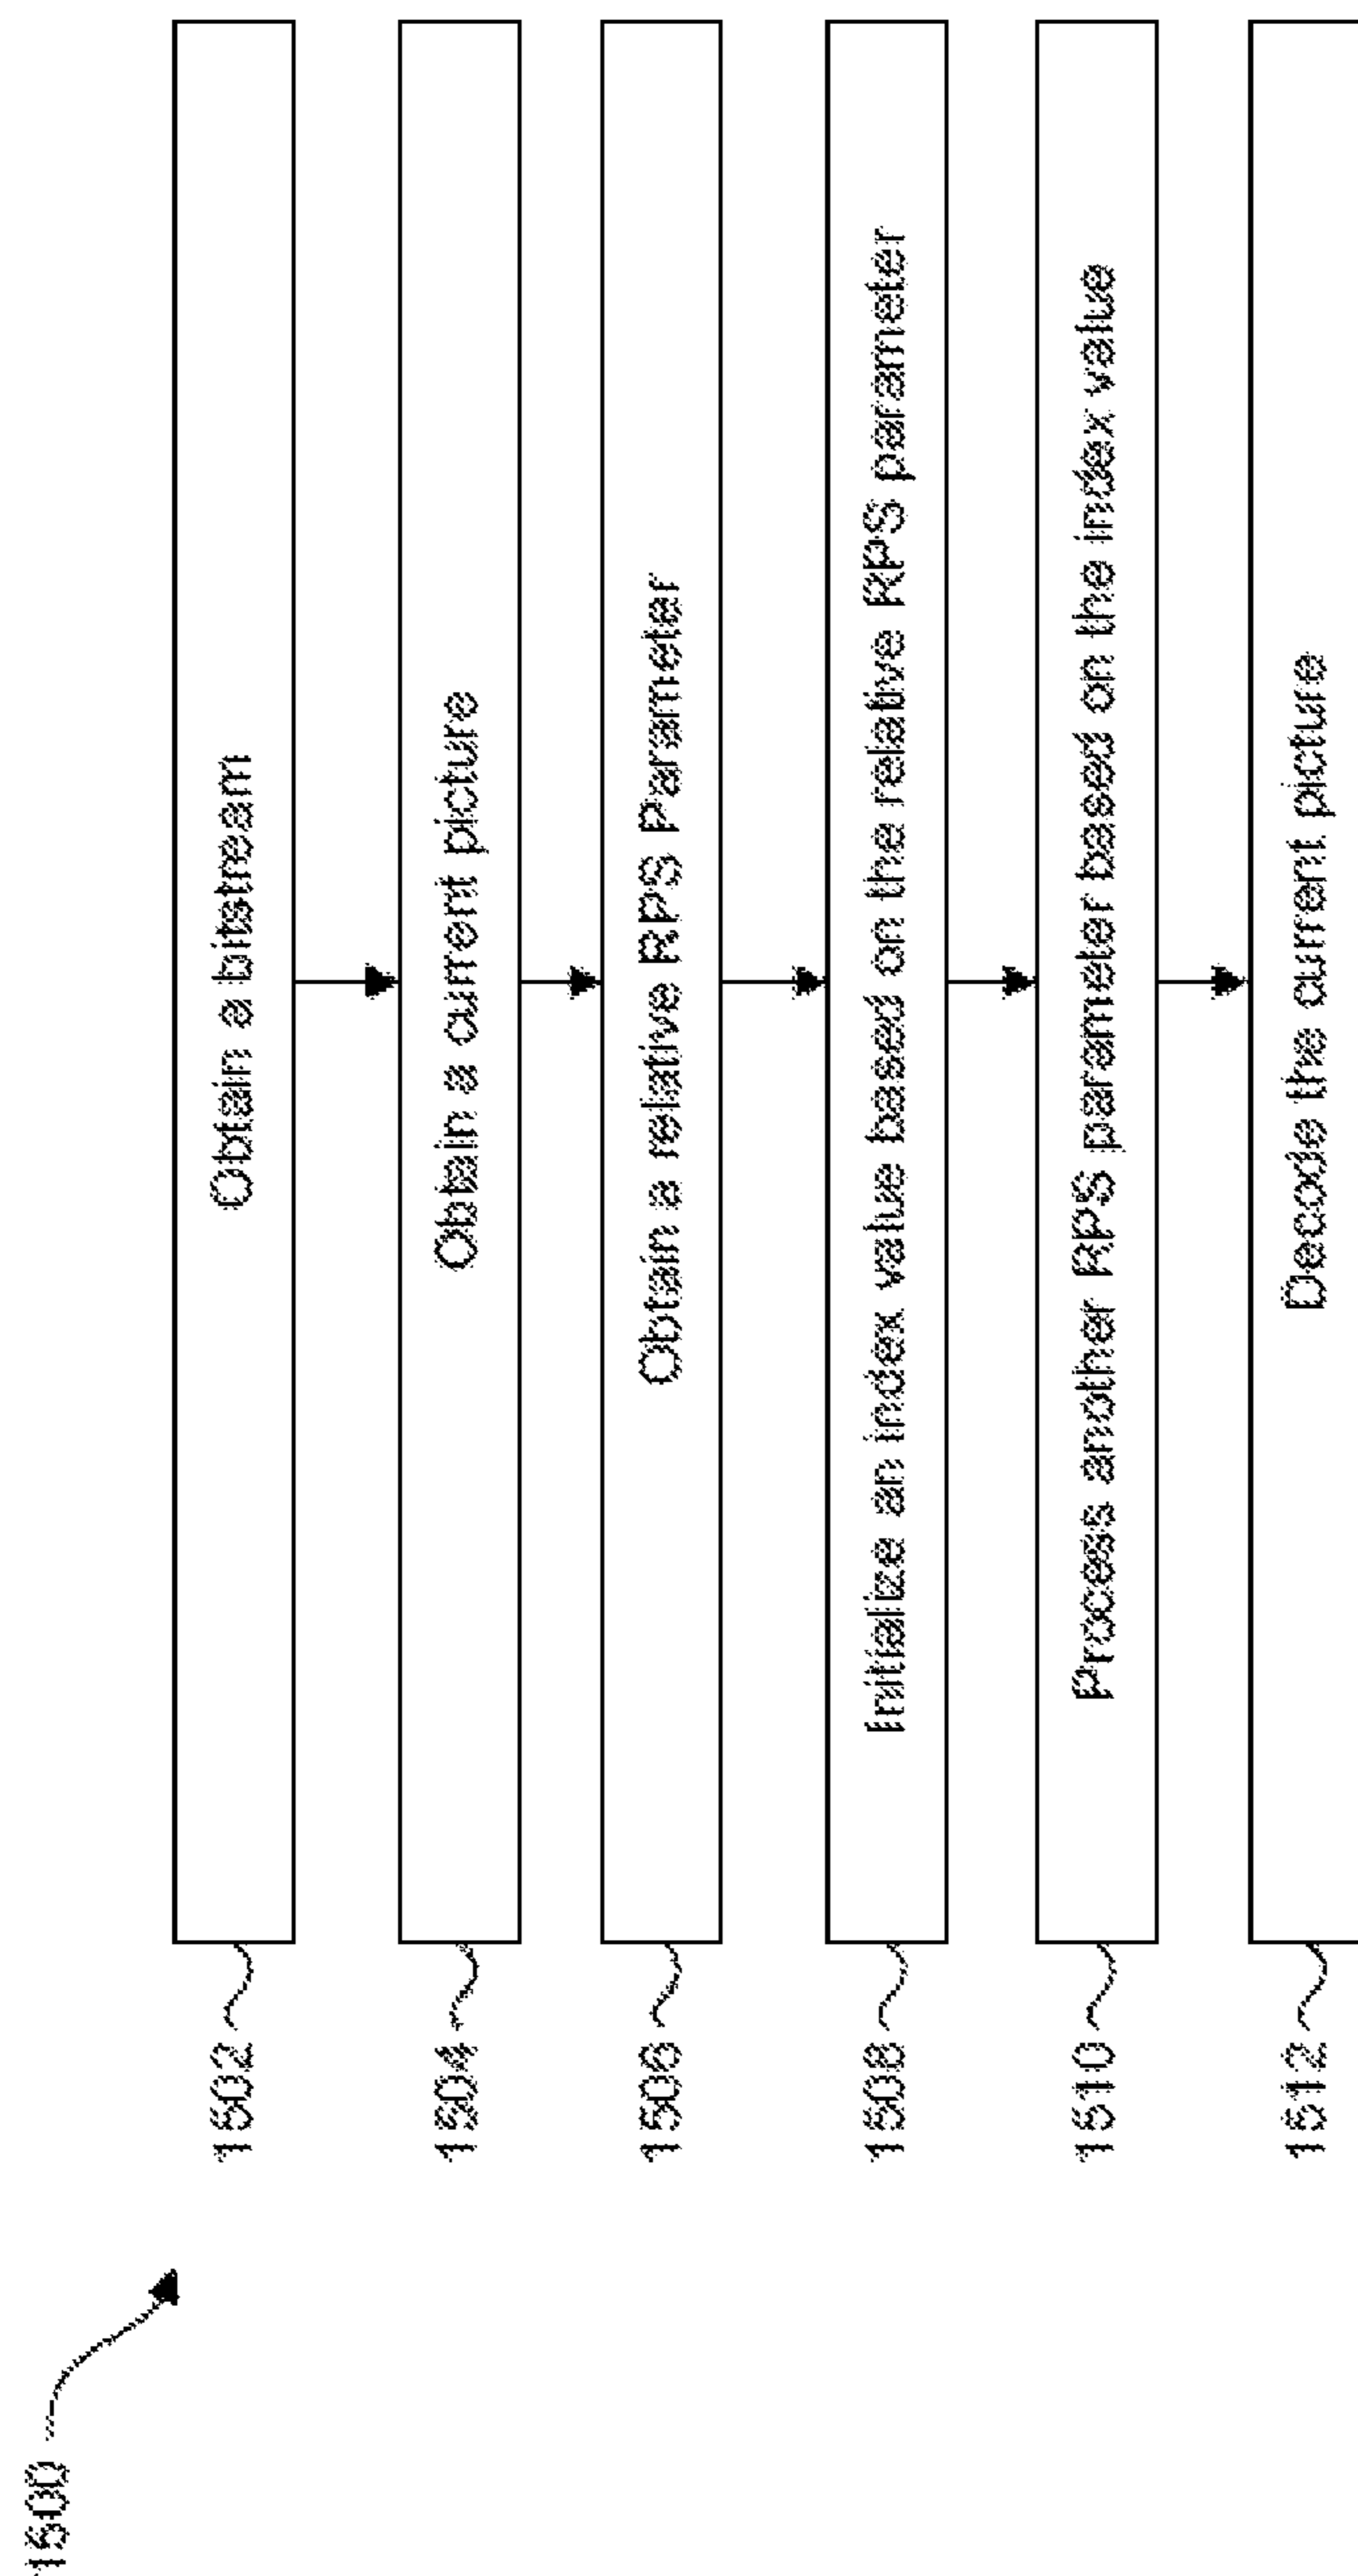 1500
1502 Obtain a bitstream
1504 Obtain a current picture
1506 Obtain a relative RPS Parameter
1508 Initialize an index value based on the relative RPS parameter
1510 Process another RPS parameter based on the index value
1512 Decode the current picture